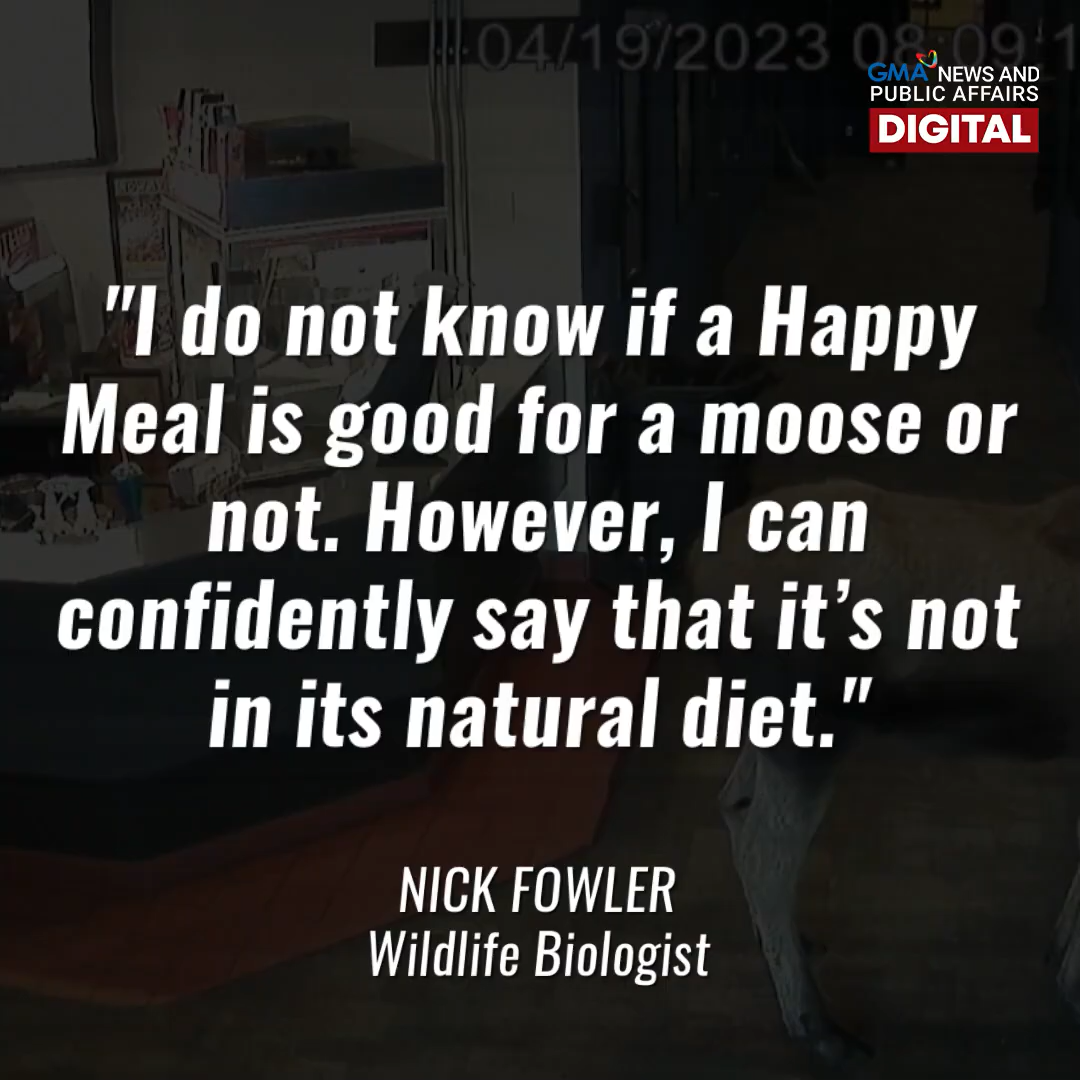 04/19/2023 08:09:1
GMA NEWS AND
PUBLIC AFFAIRS
DIGITAL
"I do not know if a Happy
Meal is good for a moose or
not. However, I can
confidently say that it’s not
in its natural diet."
NICK FOWLER
Wildlife Biologist